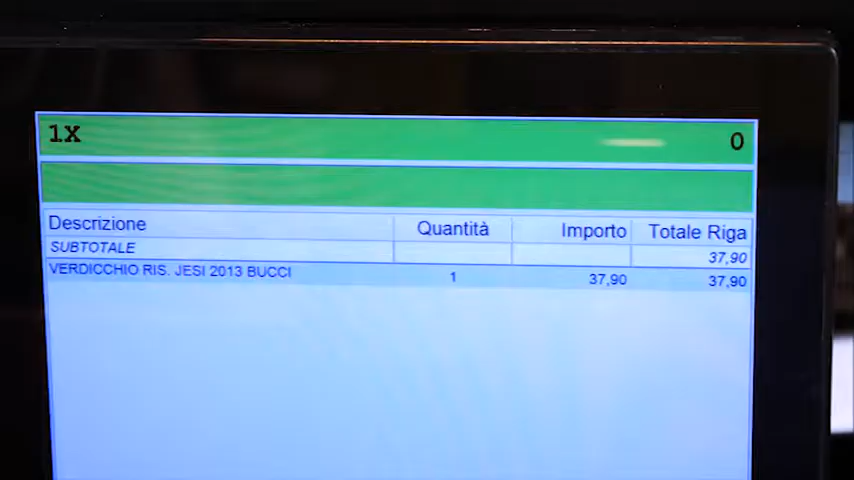 1X 0
Descrizione Quantità Importo Totale Riga
SUBTOTALE 37,90
VERDICCHIO RIS. JESI 2013 BUCCI 1 37,90 37,90